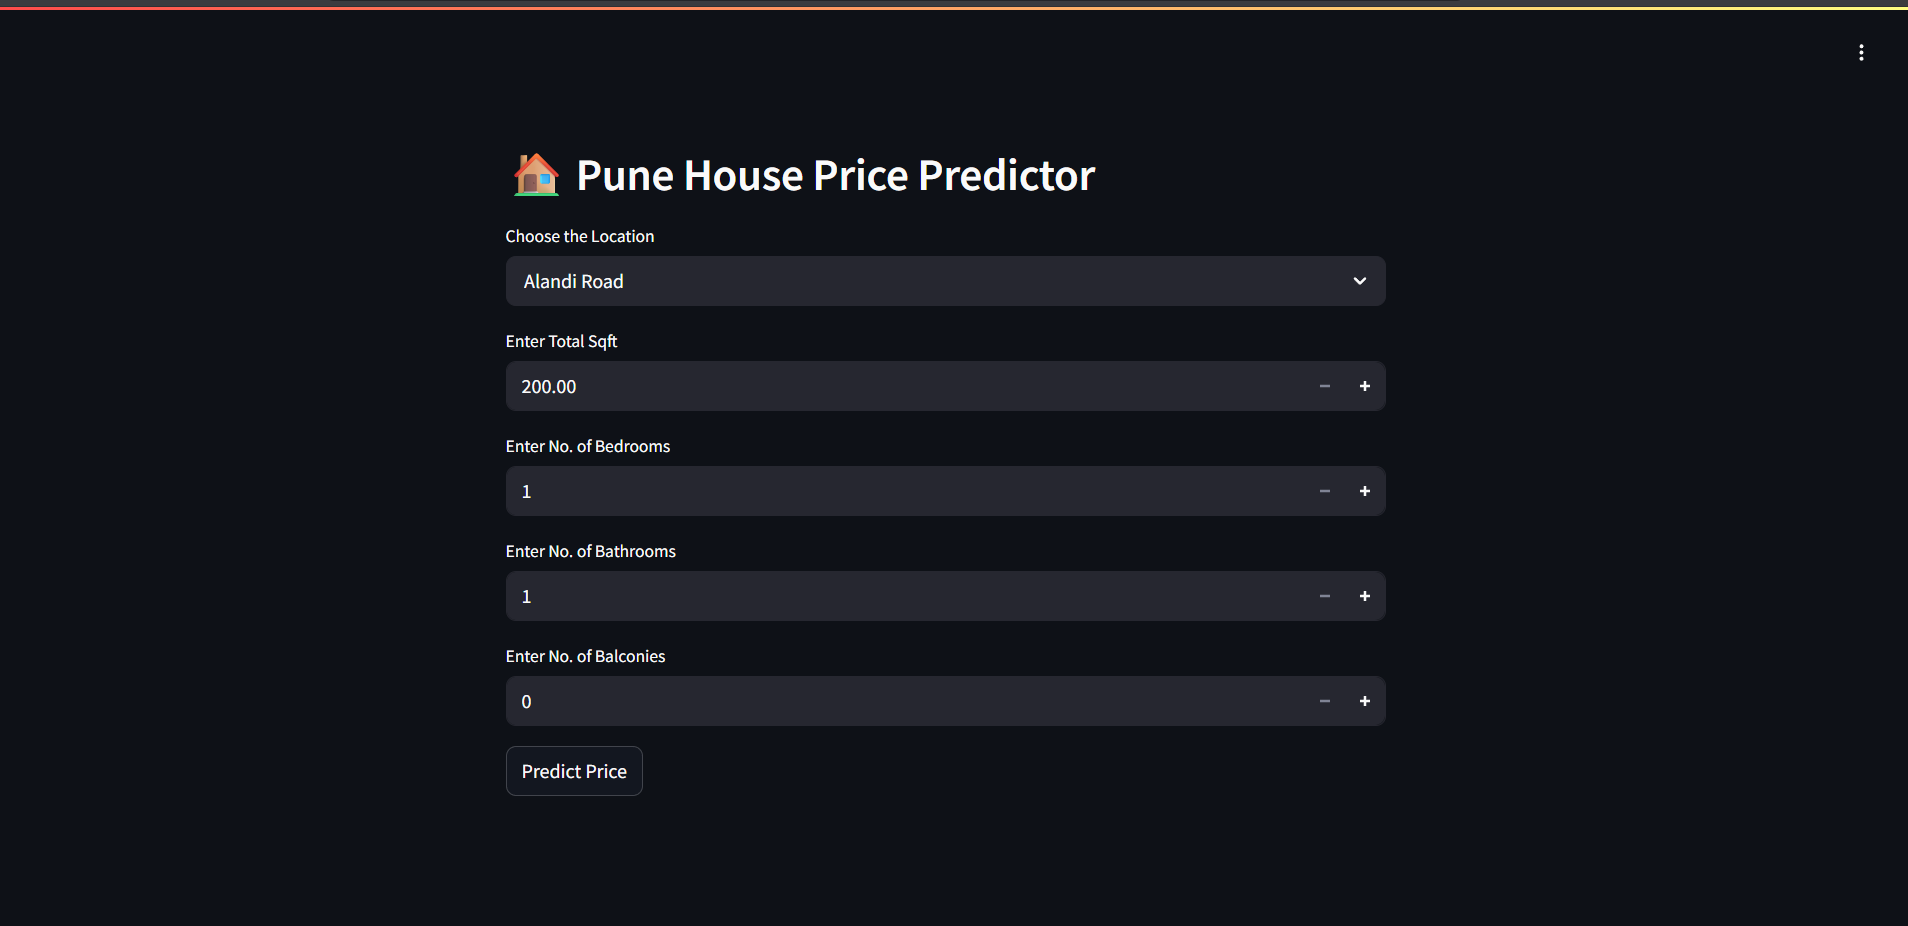 Pune House Price Predictor
Choose the Location
Alandi Road
Enter Total Sqft
200.00
Enter No. of Bedrooms
1
Enter No. of Bathrooms
1
Enter No. of Balconies
0
Predict Price